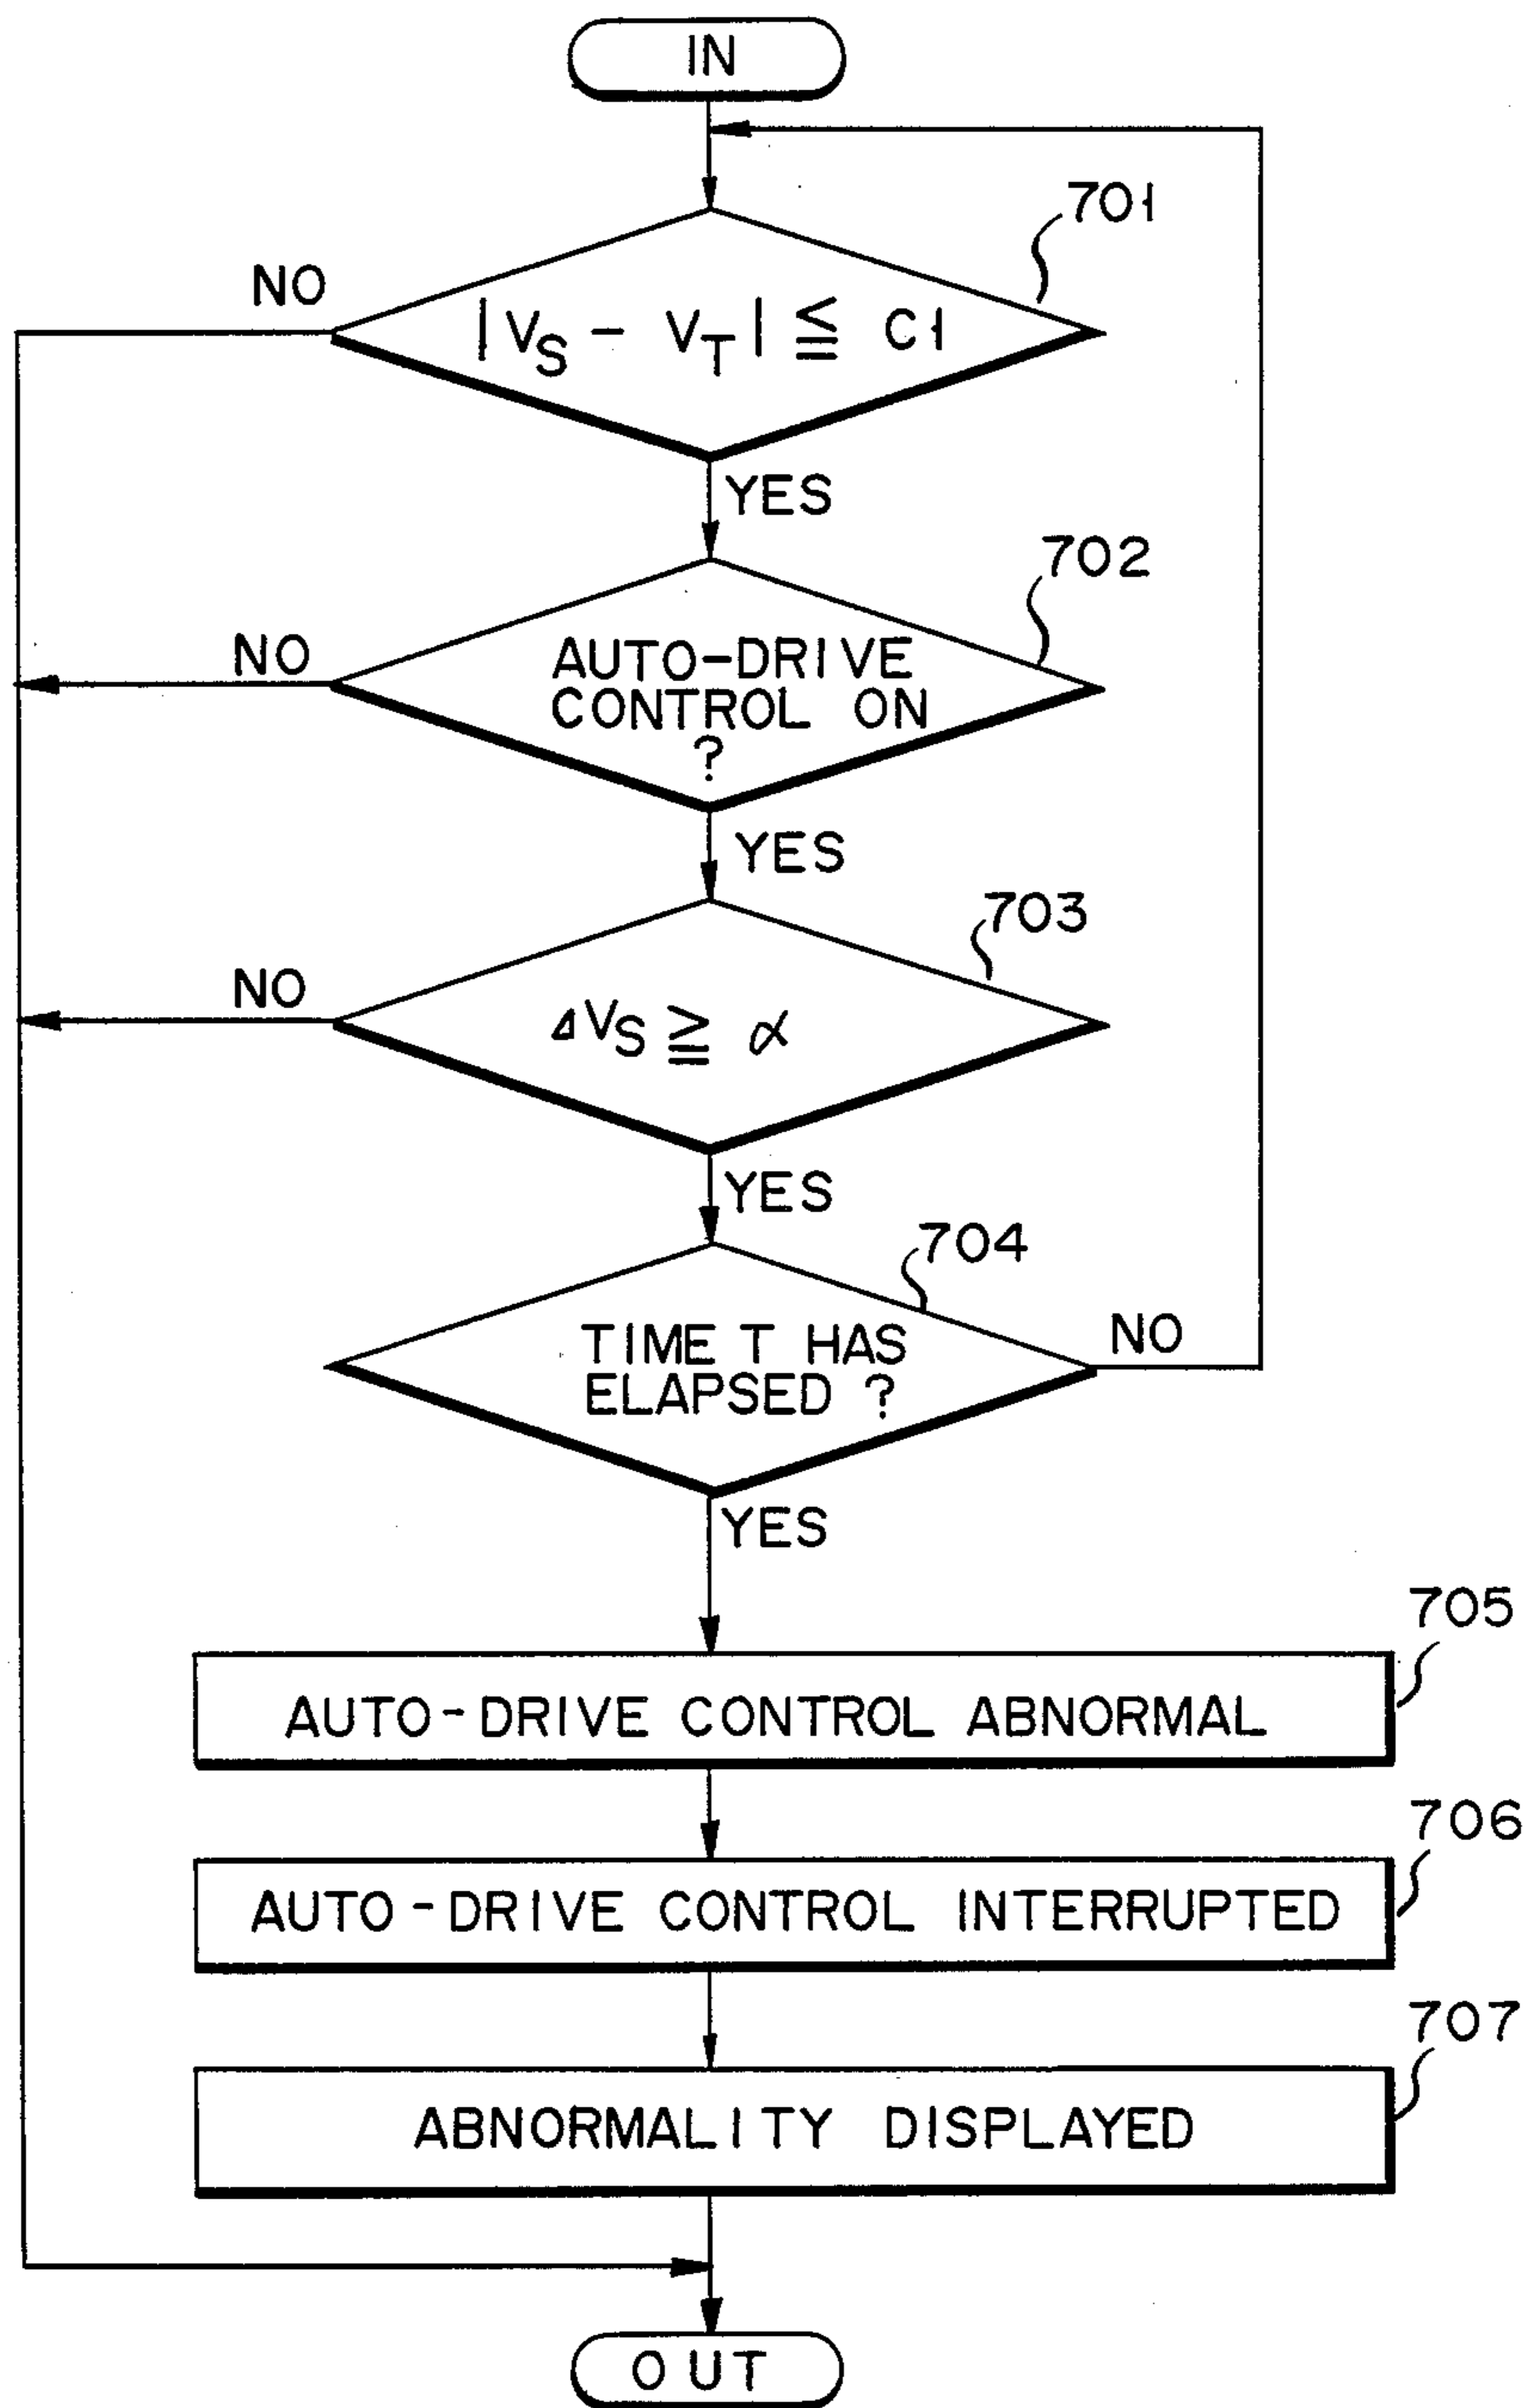 IN
701
NO
|VS - VT| ≦ C1
YES
702
NO
AUTO-DRIVE
CONTROL ON
?
YES
703
NO
ΔVS ≧ α
YES
704
TIME T HAS
ELAPSED ?
NO
YES
705
AUTO-DRIVE CONTROL ABNORMAL
706
AUTO-DRIVE CONTROL INTERRUPTED
707
ABNORMALITY DISPLAYED
OUT